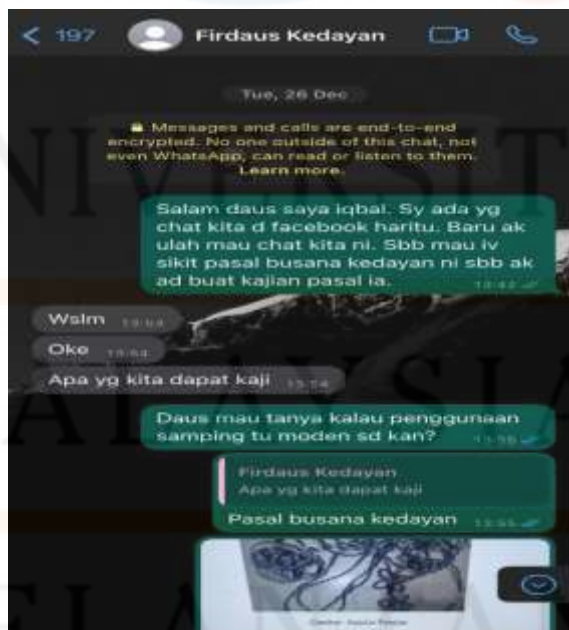 197 Firdaus Kedayan
Tue, 26 Dec
Messages and calls are end-to-end
encrypted. No one outside of this chat, not
even WhatsApp, can read or listen to them.
Learn more.
Salam daus saya iqbal. Sy ada yg
chat kita d facebook haritu. Baru ak
ulah mau chat kita ni. Sbb mau iv
sikit pasal busana kedayan ni sbb ak
ad buat kajian pasal ia.
Wslm
Oke
Apa yg kita dapat kaji
Daus mau tanya kalau penggunaan
samping tu moden sd kan?
Firdaus Kedayan
Apa yg kita dapat kaji
Pasal busana kedayan